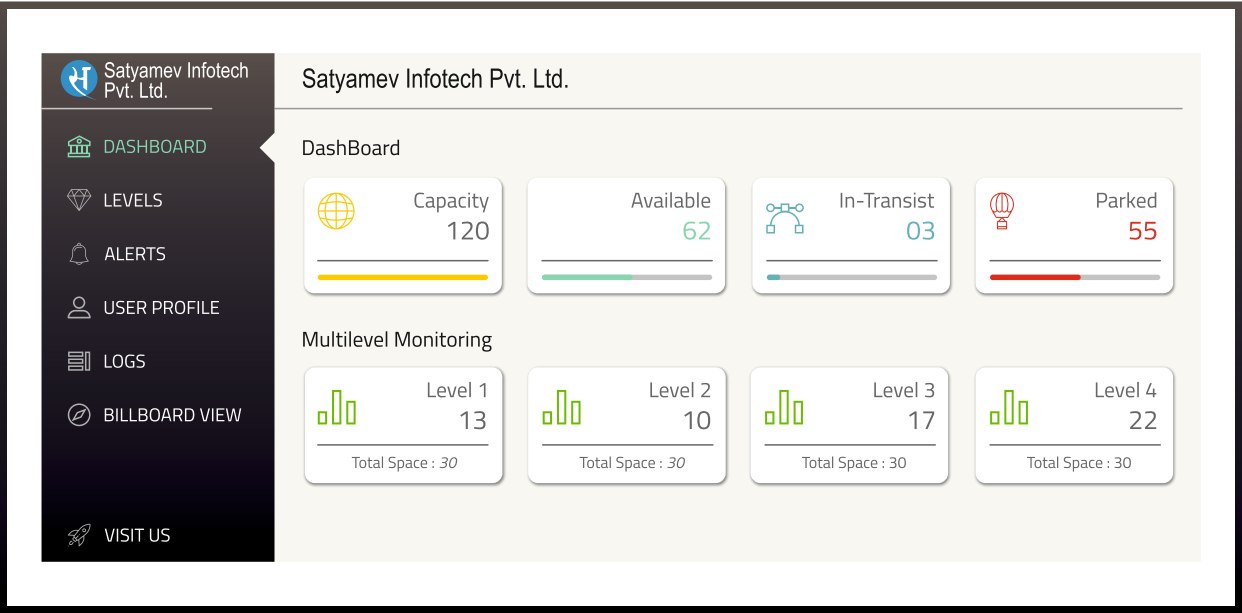 स
Satyamev Infotech
Pvt. Ltd.
Satyamev Infotech Pvt. Ltd.
DASHBOARD
LEVELS
ALERTS
USER PROFILE
LOGS
BILLBOARD VIEW
VISIT US
DashBoard
Capacity
120
Available
62
In-Transist
03
Parked
55
Multilevel Monitoring
Level 1
13
Total Space : 30
Level 2
10
Total Space : 30
Level 3
17
Total Space : 30
Level 4
22
Total Space : 30